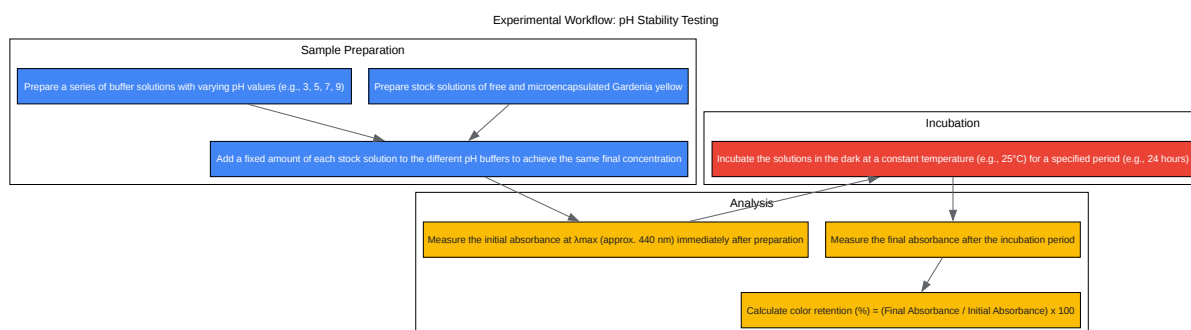 Experimental Workflow: pH Stability Testing
Sample Preparation
Prepare a series of buffer solutions with varying pH values (e.g., 3, 5, 7, 9)
Prepare stock solutions of free and microencapsulated Gardenia yellow
Add a fixed amount of each stock solution to the different pH buffers to achieve the same final concentration
Incubation
Incubate the solutions in the dark at a constant temperature (e.g., 25°C) for a specified period (e.g., 24 hours)
Analysis
Measure the initial absorbance at λmax (approx. 440 nm) immediately after preparation
Measure the final absorbance after the incubation period
Calculate color retention (%) = (Final Absorbance / Initial Absorbance) x 100